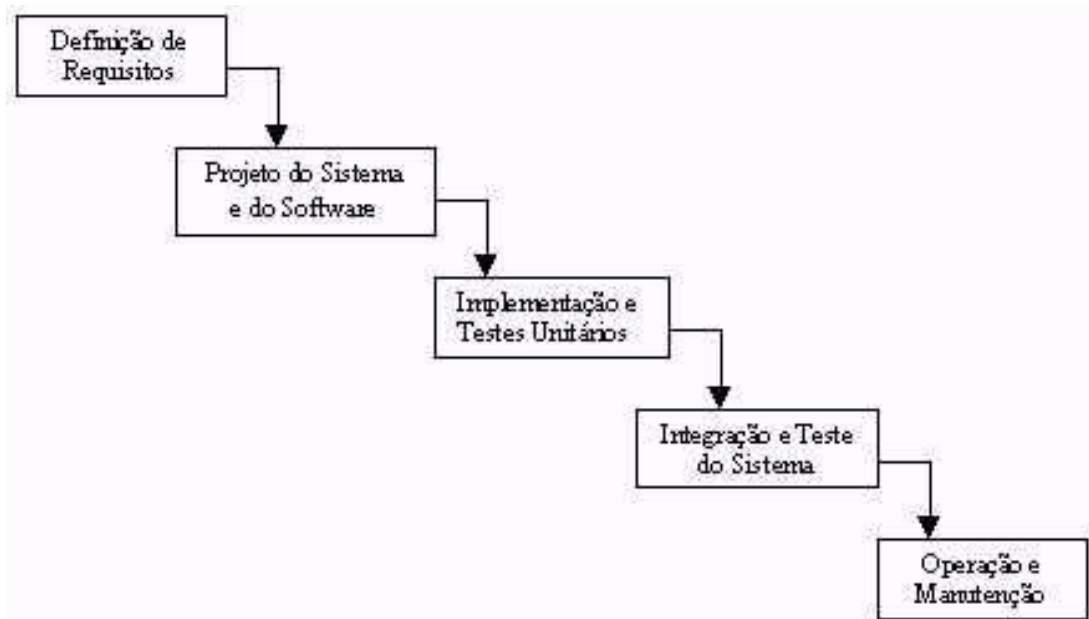 Definição de
Requisitos
Projeto do Sistema
e do Software
Implementação e
Testes Unitários
Integração e Teste
do Sistema
Operação e
Manutenção